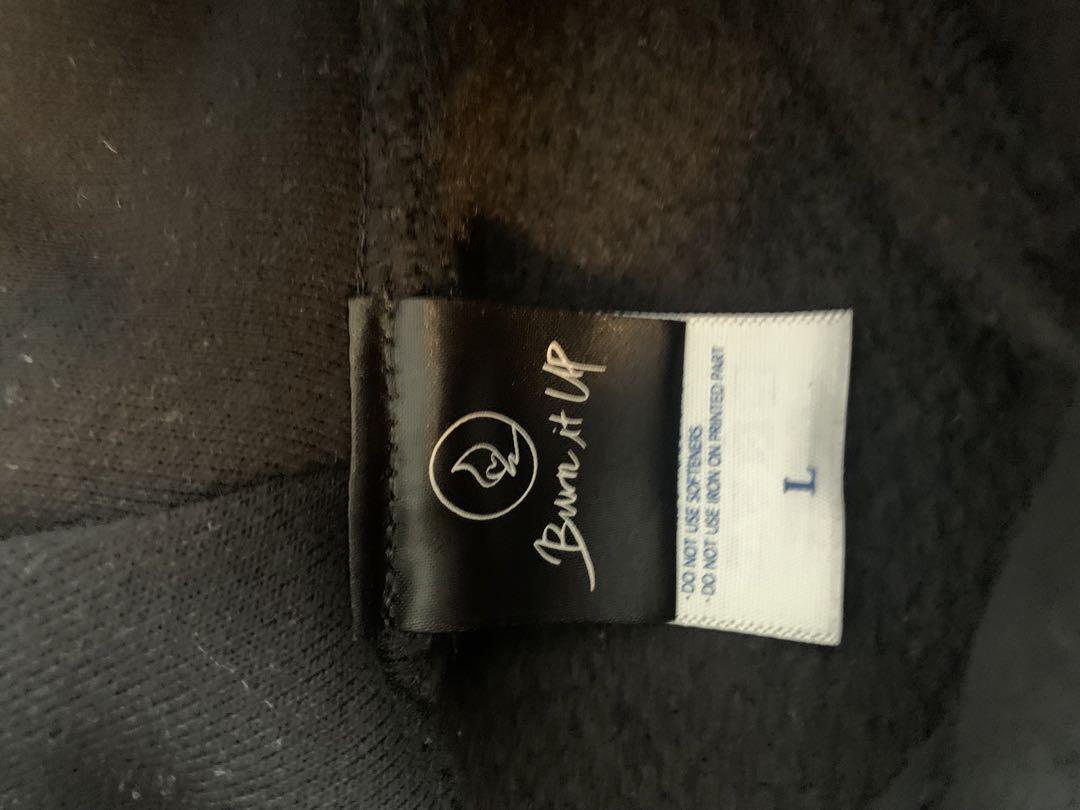 Burn it UP
·DO NOT USE SOFTENERS
·DO NOT USE IRON ON PRINTED PART
L